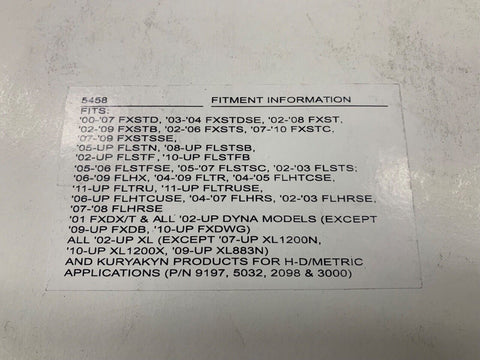 5458 FITMENT INFORMATION
FITS:
'00-'07 FXSTD, '03-'04 FXSTDSE, '02-'08 FXST,
'02-'09 FXSTB, '02-'06 FXSTS, '07-'10 FXSTC,
'07-'09 FXSTSSE,
'05-UP FLSTN, '08-UP FLSTSB,
'02-UP FLSTF, '10-UP FLSTFB
'05-'06 FLSTFSE, '05-'07 FLSTSC, '02-'03 FLSTS;
'06-'09 FLHX, '04-'09 FLTR, '04-'05 FLHTCSE,
'11-UP FLTRU, '11-UP FLTRUSE,
'06-UP FLHTCUSE, '04-'07 FLHRS, '02-'03 FLHRSE,
'07-'08 FLHRSE
'01 FXDX/T & ALL '02-UP DYNA MODELS (EXCEPT
'09-UP FXDB, '10-UP FXDWG)
ALL '02-UP XL (EXCEPT '07-UP XL1200N,
'10-UP XL1200X, '09-UP XL883N)
AND KURYAKYN PRODUCTS FOR H-D/METRIC
APPLICATIONS (P/N 9197, 5032, 2098 & 3000)